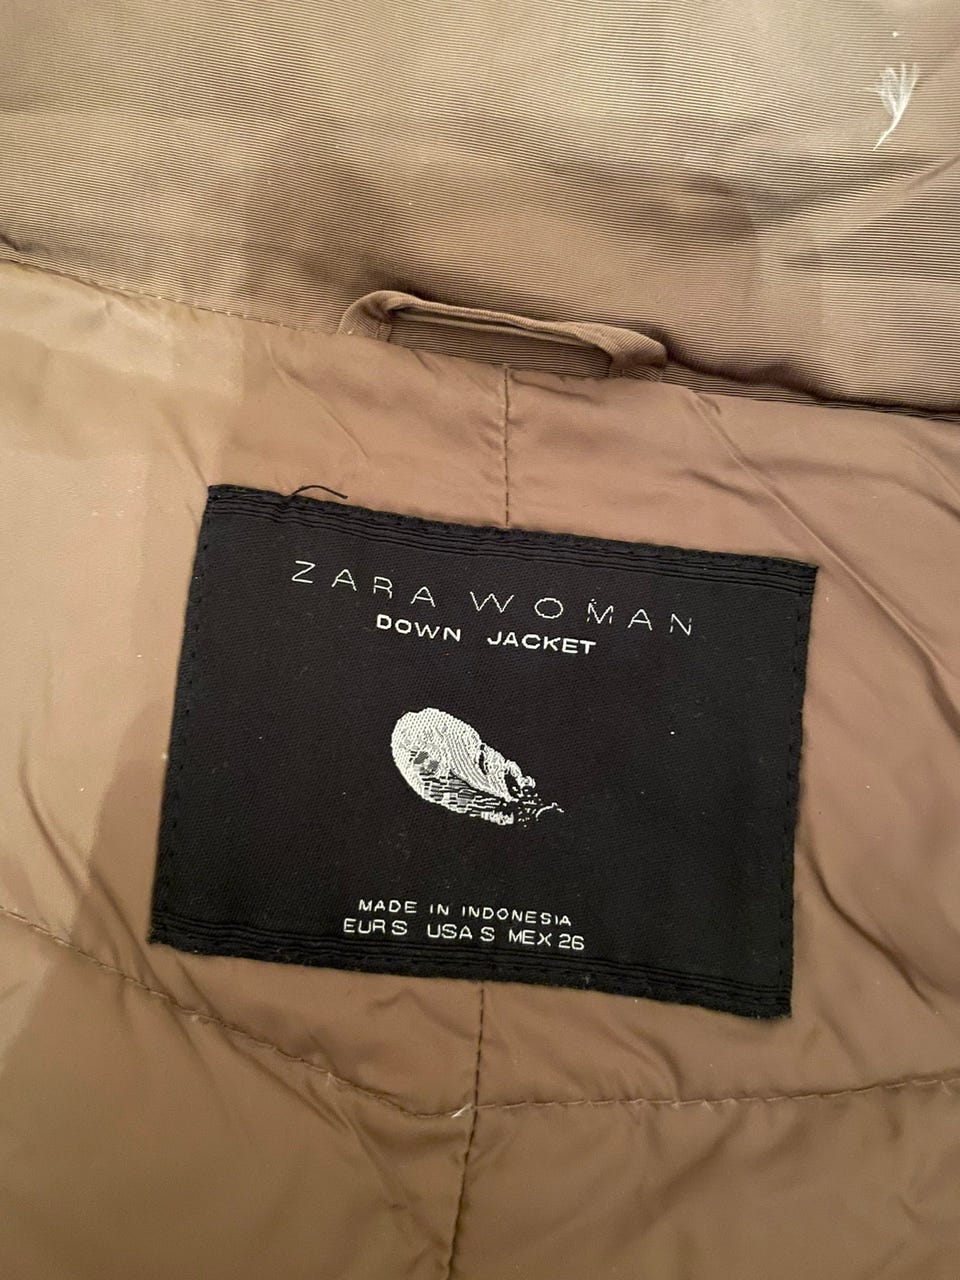 ZARA WOMAN
DOWN JACKET
MADE IN INDONESIA
EUR S USA S MEX 26